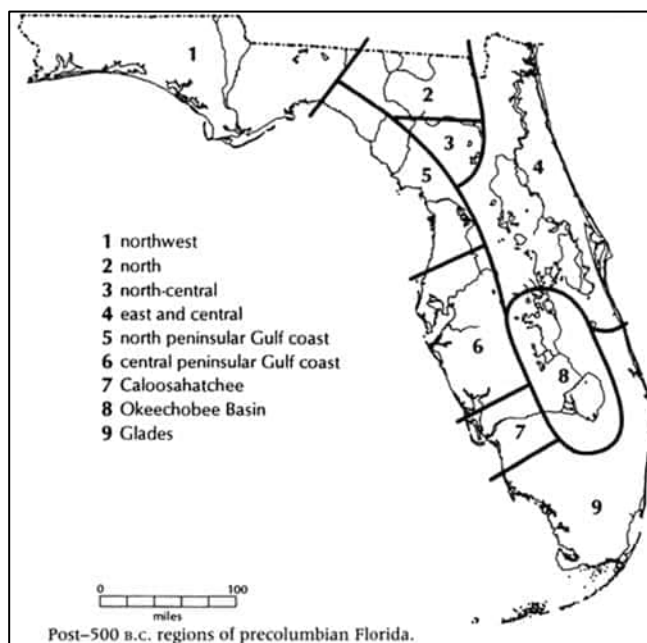 1
2
3
4
5
1 northwest
2 north
3 north-central
4 east and central
5 north peninsular Gulf coast
6 central peninsular Gulf coast
7 Caloosahatchee
8 Okeechobee Basin
9 Glades
6
8
7
9
0 100
miles
Post–500 B.C. regions of precolumbian Florida.